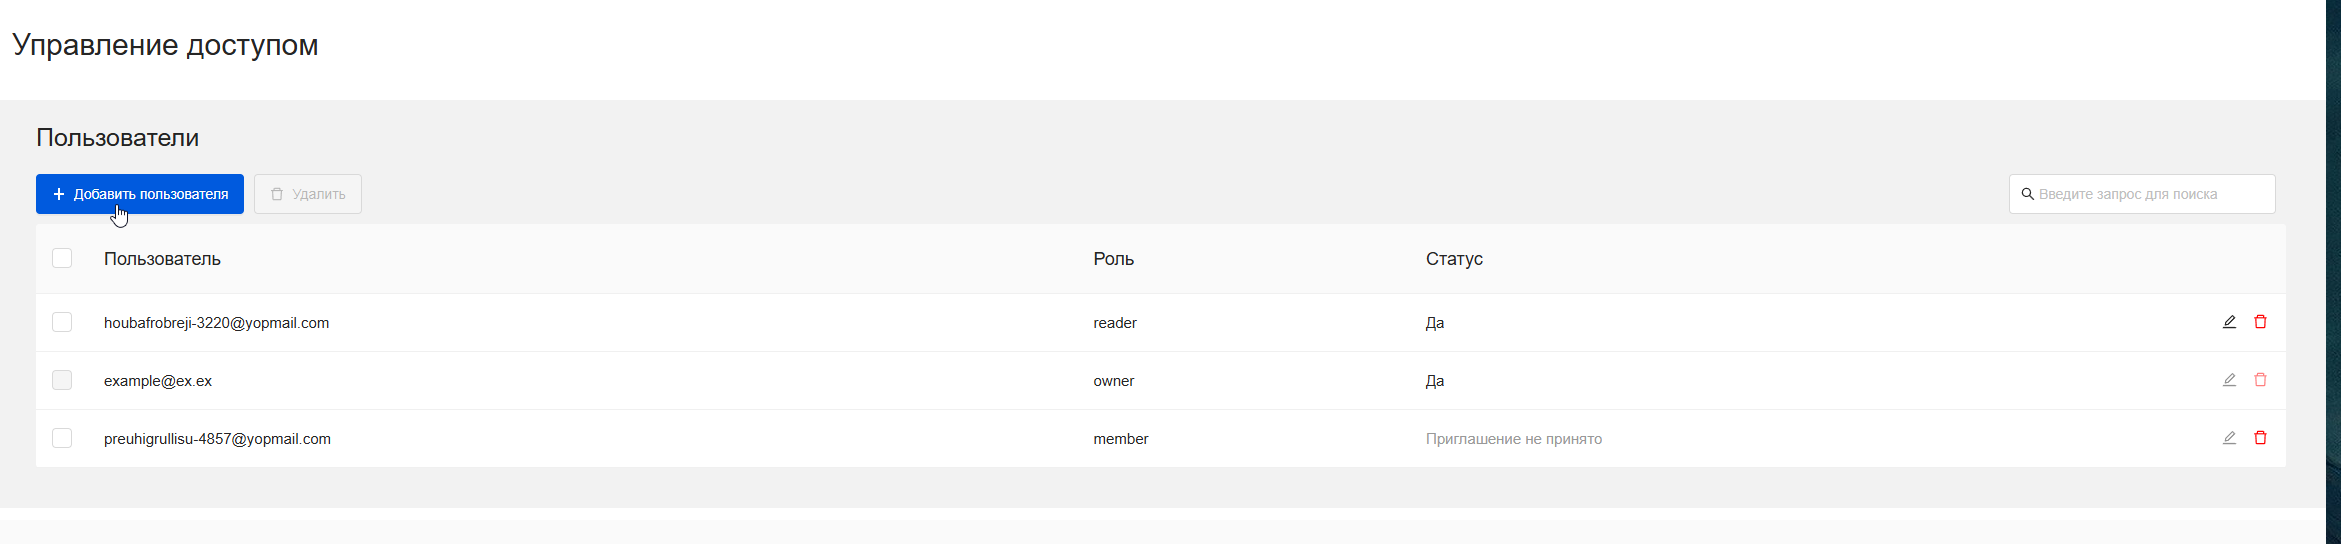 Управление доступом
Пользователи
Добавить пользователя
Удалить
Введите запрос для поиска
Пользователь Роль Статус
houbafrobreji-3220@yopmail.com reader Да
example@ex.ex owner Да
preuhigrullisu-4857@yopmail.com member Приглашение не принято